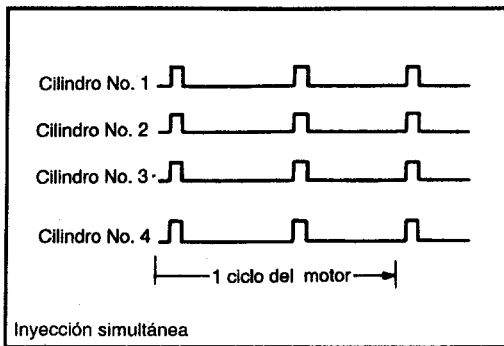 Cilindro No. 1
Cilindro No. 2
Cilindro No. 3
Cilindro No. 4
1 ciclo del motor
Inyección simultánea